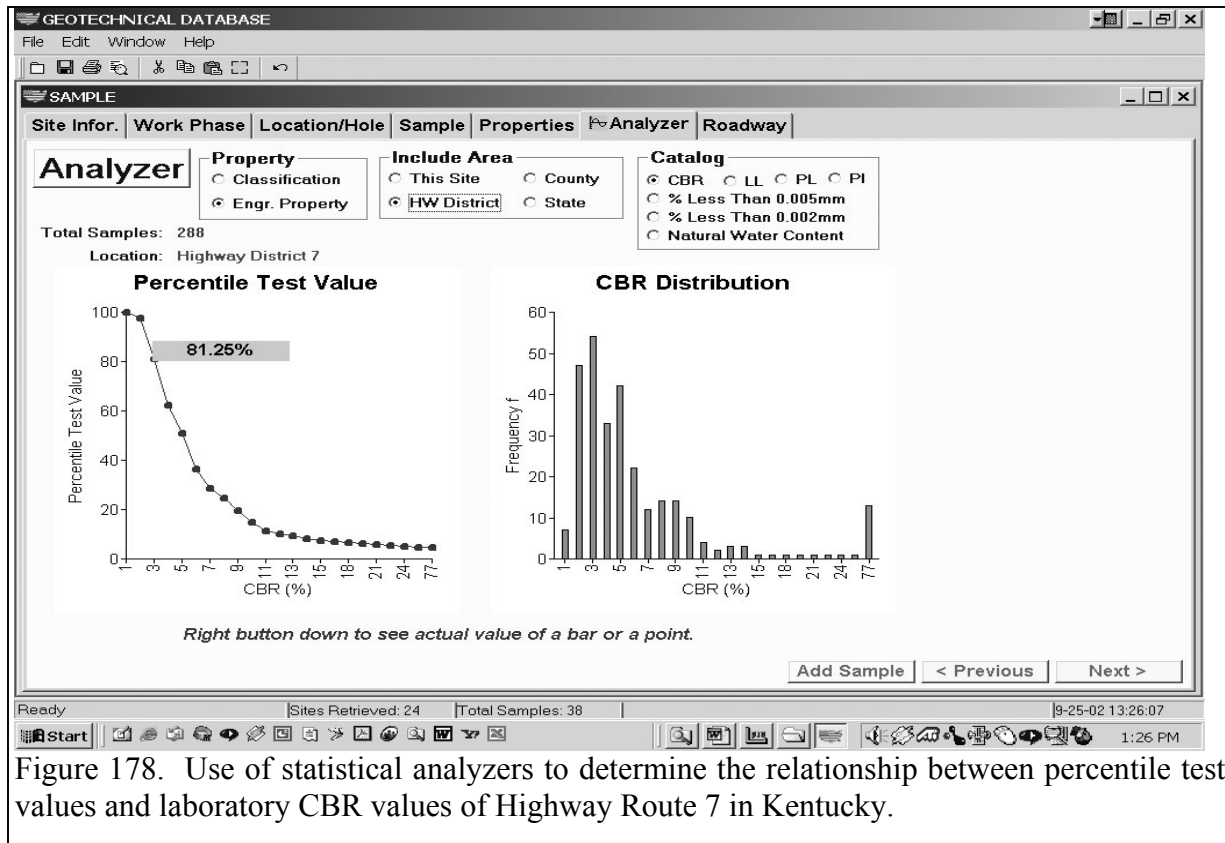 GEOTECHNICAL DATABASE
File Edit Window Help
SAMPLE
Site Infor. Work Phase Location/Hole Sample Properties Analyzer Roadway
Analyzer
Property
Classification
Engr. Property
Include Area
This Site County
HW District State
Catalog
CBR LL PL PI
% Less Than 0.005mm
% Less Than 0.002mm
Natural Water Content
Total Samples: 288
Location: Highway District 7
Percentile Test Value
100
80
60
40
20
0
81.25%
Percentile Test Value
1 3 5 7 9 11 13 15 18 21 24 77
CBR (%)
CBR Distribution
60
50
40
30
20
10
0
Frequency f
1 3 5 7 9 11 13 15 18 21 24 77
CBR (%)
Right button down to see actual value of a bar or a point.
Add Sample < Previous Next >
Ready Sites Retrieved: 24 Total Samples: 38 9-25-02 13:26:07
Start 1:26 PM
Figure 178. Use of statistical analyzers to determine the relationship between percentile test
values and laboratory CBR values of Highway Route 7 in Kentucky.